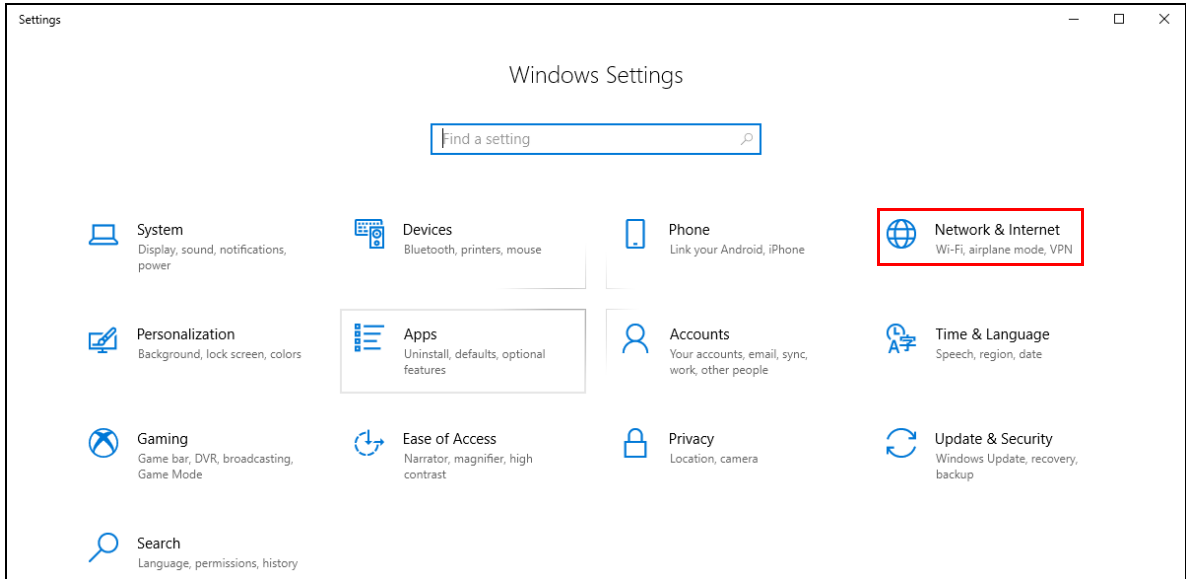 Settings
Windows Settings
Find a setting
System
Display, sound, notifications,
power
Devices
Bluetooth, printers, mouse
Phone
Link your Android, iPhone
Network & Internet
Wi-Fi, airplane mode, VPN
Personalization
Background, lock screen, colors
Apps
Uninstall, defaults, optional
features
Accounts
Your accounts, email, sync,
work, other people
Time & Language
Speech, region, date
Gaming
Game bar, DVR, broadcasting,
Game Mode
Ease of Access
Narrator, magnifier, high
contrast
Privacy
Location, camera
Update & Security
Windows Update, recovery,
backup
Search
Language, permissions, history